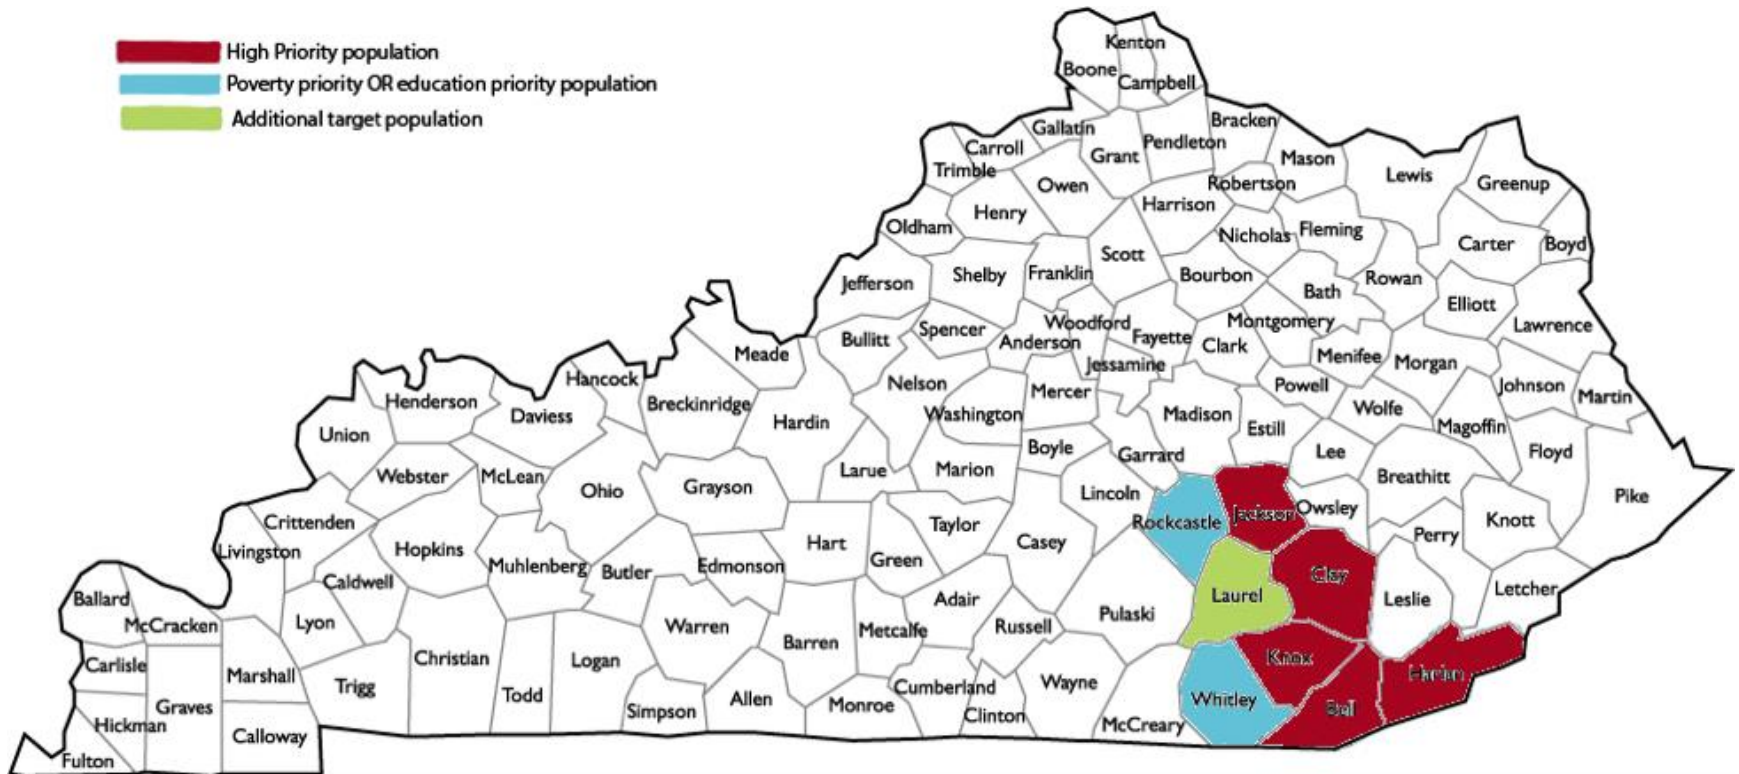 High Priority population
Poverty priority OR education priority population
Additional target population
Kenton
Boone
Campbell
Gallatin
Bracken
Carroll
Grant
Pendleton
Mason
Trimble
Owen
Robertson
Lewis
Greenup
Henry
Harrison
Oldham
Nicholas
Fleming
Carter
Boyd
Scott
Jefferson
Shelby
Franklin
Bourbon
Rowan
Bath
Elliott
Spencer
Woodford
Montgomery
Lawrence
Bullitt
Anderson
Fayette
Clark
Meade
Jessamine
Menifee
Morgan
Hancock
Nelson
Mercer
Powell
Johnson
Martin
Henderson
Daviess
Breckinridge
Washington
Madison
Wolfe
Hardin
Magoffin
Union
Estill
Boyle
Garrard
Lee
Floyd
Webster
McLean
Larue
Marion
Breathitt
Ohio
Grayson
Lincoln
Pike
Crittenden
Taylor
Rockcastle
Jackson
Owsley
Knott
Livingston
Hopkins
Hart
Casey
Perry
Muhlenberg
Butler
Edmonson
Green
Caldwell
Clay
Letcher
Ballard
Adair
Laurel
Leslie
McCracken
Lyon
Warren
Metcalfe
Russell
Pulaski
Carlisle
Christian
Logan
Barren
Knox
Marshall
Trigg
Todd
Cumberland
Wayne
Harlan
Graves
Allen
Monroe
Whitley
Hickman
Simpson
Clinton
McCreary
Bell
Calloway
Fulton